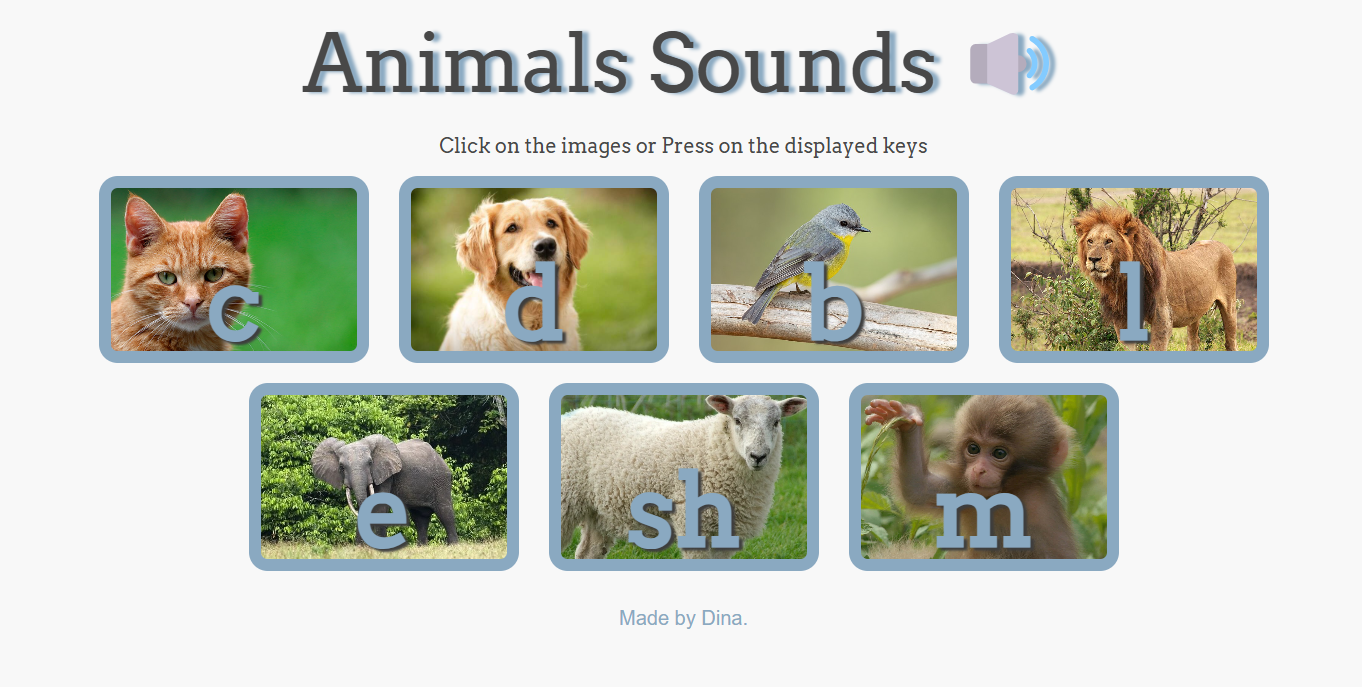 Animals Sounds
Click on the images or Press on the displayed keys
c
d
b
l
e
sh
m
Made by Dina.